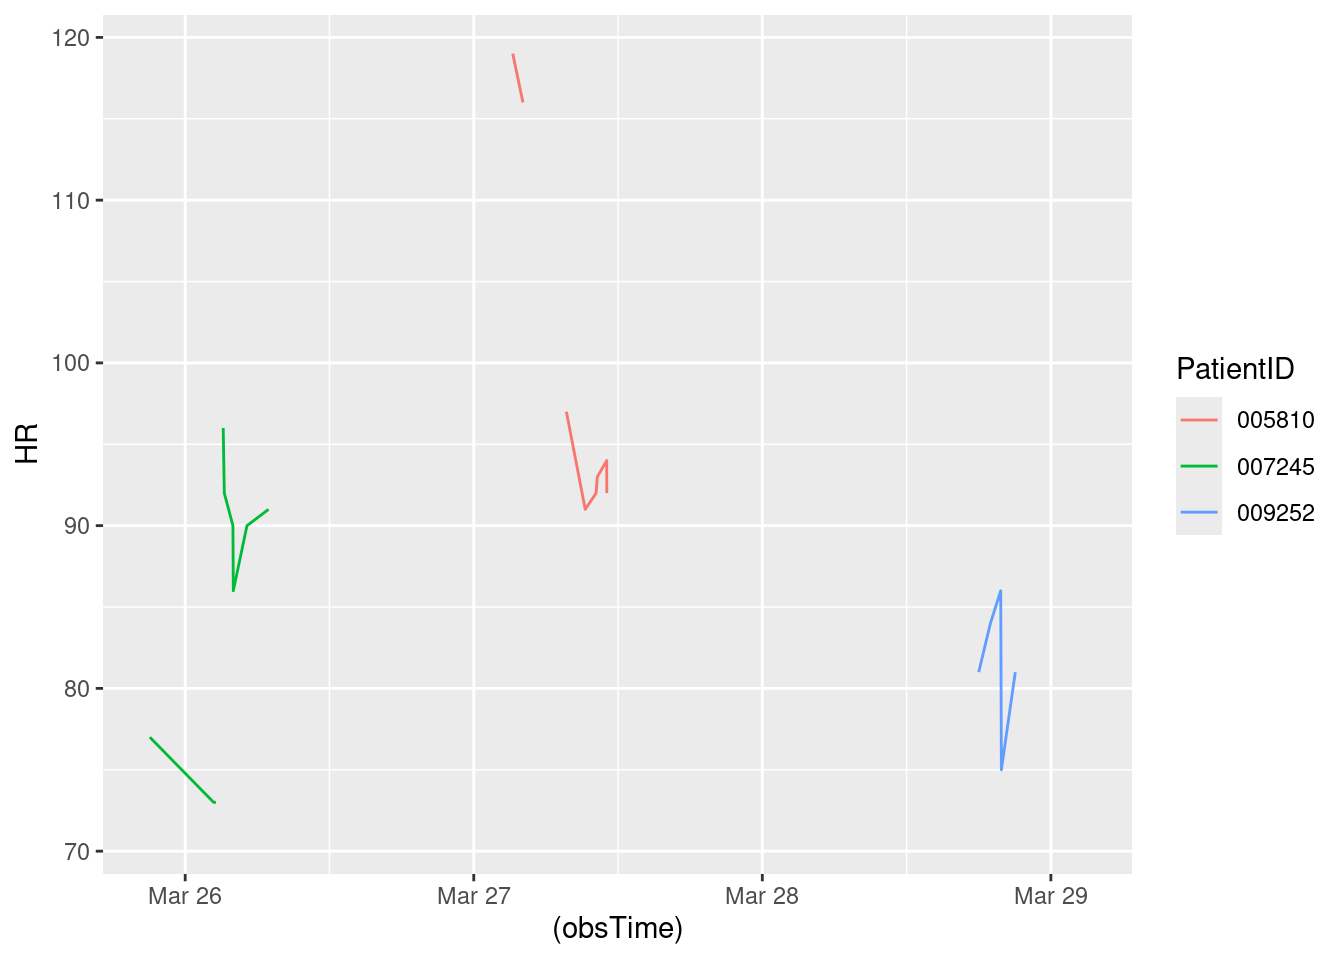 120
110
100
90
80
70
HR
Mar 26
Mar 27
Mar 28
Mar 29
(obsTime)
PatientID
005810
007245
009252